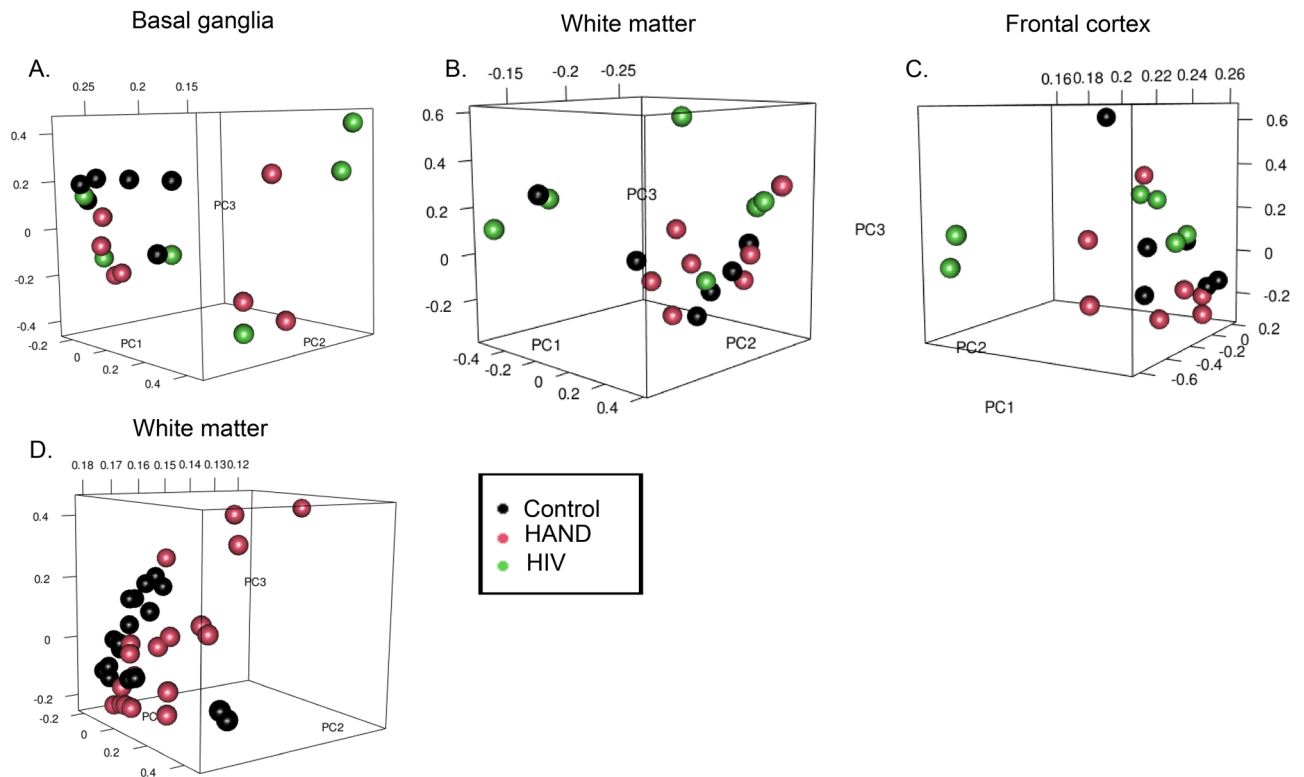 Basal ganglia
White matter
Frontal cortex
A.
B.
C.
0.25 0.2 0.15
-0.15 -0.2 -0.25
0.16 0.18 0.2 0.22 0.24 0.26
0.4
0.2
0
-0.2
-0.4
PC3
-0.2 0 0.2 0.4
PC1
PC2
0.6
0.4
0.2
0
-0.2
PC3
-0.4 -0.2 0 0.2 0.4
PC1
PC2
PC3
0.6
0.4
0.2
0
-0.2
0.2
0
-0.2
-0.4
-0.6
PC2
PC1
White matter
D.
0.18 0.17 0.16 0.15 0.14 0.13 0.12
0.4
0.2
0
-0.2
PC3
-0.2 0 0.2 0.4
PC
PC2
Control
HAND
HIV